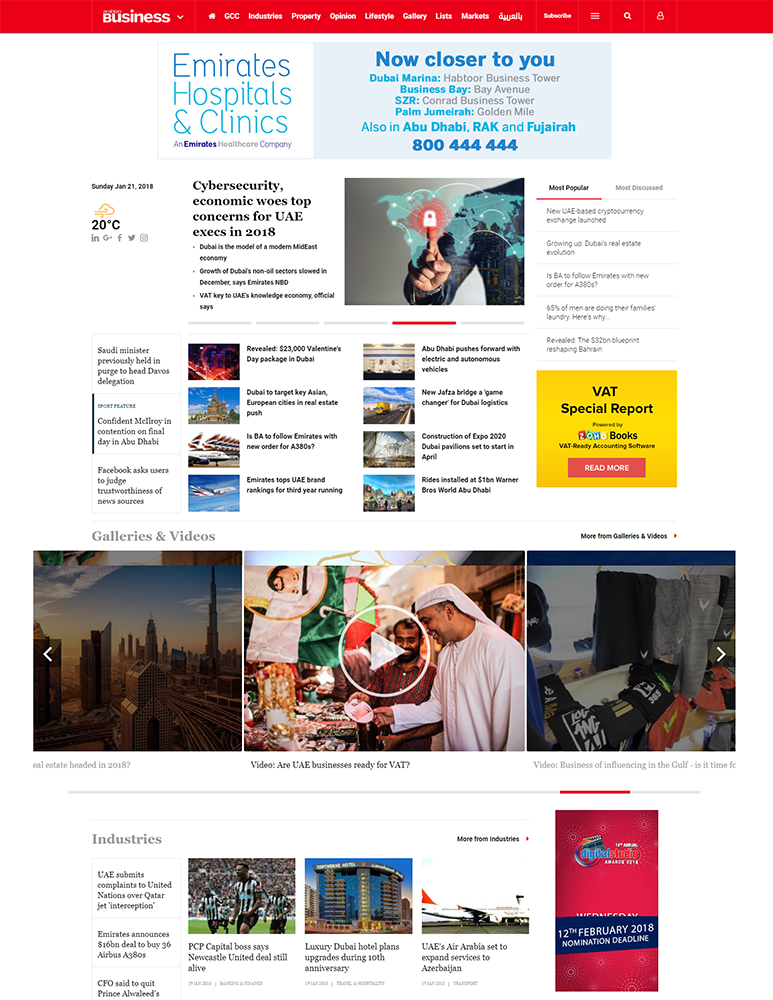 arabian
Business
GCC Industries Property Opinion Lifestyle Gallery Lists Markets بالعربية Subscribe
Emirates
Hospitals
& Clinics
An Emirates Healthcare Company
Now closer to you
Dubai Marina: Habtoor Business Tower
Business Bay: Bay Avenue
SZR: Conrad Business Tower
Palm Jumeirah: Golden Mile
Also in Abu Dhabi, RAK and Fujairah
800 444 444
Sunday Jan 21, 2018
20°C
Cybersecurity,
economic woes top
concerns for UAE
execs in 2018
Dubai is the model of a modern MidEast
economy
Growth of Dubai's non-oil sectors slowed in
December, says Emirates NBD
VAT key to UAE's knowledge economy, official
says
Most Popular Most Discussed
New UAE-based cryptocurrency
exchange launched
Growing up: Dubai's real estate
evolution
Is BA to follow Emirates with new
order for A380s?
65% of men are doing their families'
laundry. Here's why...
Revealed: The $32bn blueprint
reshaping Bahrain
Saudi minister
previously held in
purge to head Davos
delegation
SPORT FEATURE
Confident McIlroy in
contention on final
day in Abu Dhabi
Facebook asks users
to judge
trustworthiness of
news sources
Revealed: $23,000 Valentine's
Day package in Dubai
Dubai to target key Asian,
European cities in real estate
push
Is BA to follow Emirates with
new order for A380s?
Emirates tops UAE brand
rankings for third year running
Abu Dhabi pushes forward with
electric and autonomous
vehicles
New Jafza bridge a 'game
changer' for Dubai logistics
Construction of Expo 2020
Dubai pavilions set to start in
April
Rides installed at $1bn Warner
Bros World Abu Dhabi
VAT
Special Report
Powered by
ZOHO Books
VAT-Ready Accounting Software
READ MORE
Galleries & Videos
More from Galleries & Videos
eal estate headed in 2018?
Video: Are UAE businesses ready for VAT?
Video: Business of influencing in the Gulf - is it time fo
Industries
More from Industries
UAE submits
complaints to United
Nations over Qatar
jet 'interception'
Emirates announces
$16bn deal to buy 36
Airbus A380s
CFO said to quit
Prince Alwaleed's
PCP Capital boss says
Newcastle United deal still
alive
19 JAN 2018 | BANKING & FINANCE
Luxury Dubai hotel plans
upgrades during 10th
anniversary
19 JAN 2018 | TRAVEL & HOSPITALITY
UAE's Air Arabia set to
expand services to
Azerbaijan
19 JAN 2018 | TRANSPORT
14TH ANNUAL
digitalstudio
AWARDS 2018
WEDNESDAY
12TH FEBRUARY 2018
NOMINATION DEADLINE